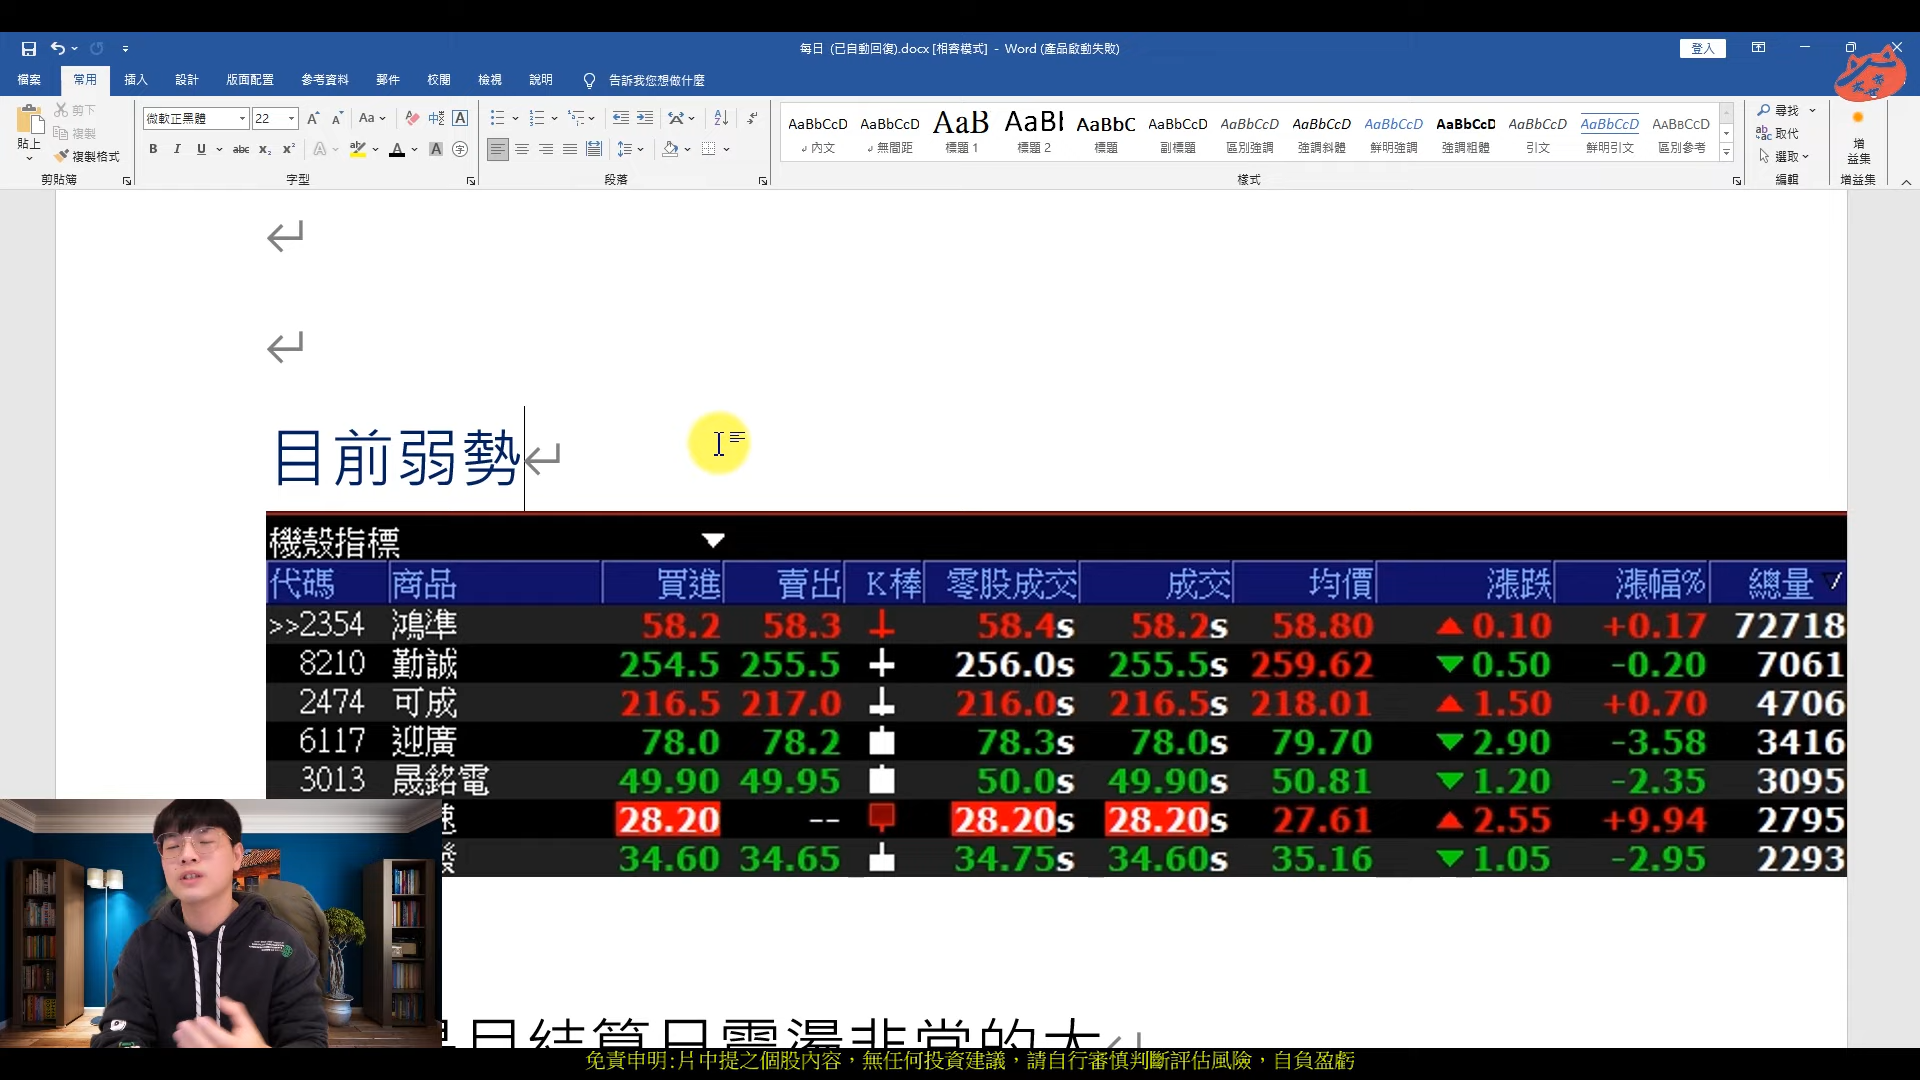 每日 (已自動回復).docx [相容模式] - Word (產品啟動失敗)
登入
檔案 常用 插入 設計 版面配置 參考資料 郵件 校閱 檢視 說明 告訴我您想做什麼
貼上 剪下 複製 複製格式 剪貼簿
微軟正黑體 22 字型
段落
AaBbCcD AaBbCcD AaB AaBl AaBbC AaBbCcD AaBbCcD AaBbCcD AaBbCcD AaBbCcD AaBbCcD AaBbCcD AaBbCcD
內文 無間距 標題 1 標題 2 標題 副標題 區別強調 強調斜體 鮮明強調 強調粗體 引文 鮮明引文 區別參考
樣式
尋找 取代 選取 編輯
增益集 增益集
目前弱勢
機殼指標
代碼 商品 買進 賣出 K棒 零股成交 成交 均價 漲跌 漲幅% 總量
>>2354 鴻準 58.2 58.3 58.4s 58.2s 58.80 ▲ 0.10 +0.17 72718
8210 勤誠 254.5 255.5 256.0s 255.5s 259.62 ▼ 0.50 -0.20 7061
2474 可成 216.5 217.0 216.0s 216.5s 218.01 ▲ 1.50 +0.70 4706
6117 迎廣 78.0 78.2 78.3s 78.0s 79.70 ▼ 2.90 -3.58 3416
3013 晟銘電 49.90 49.95 50.0s 49.90s 50.81 ▼ 1.20 -2.35 3095
28.20 -- 28.20s 28.20s 27.61 ▲ 2.55 +9.94 2795
34.60 34.65 34.75s 34.60s 35.16 ▼ 1.05 -2.95 2293
月結算日震盪非常的大
免責申明:片中提之個股內容，無任何投資建議，請自行審慎判斷評估風險，自負盈虧